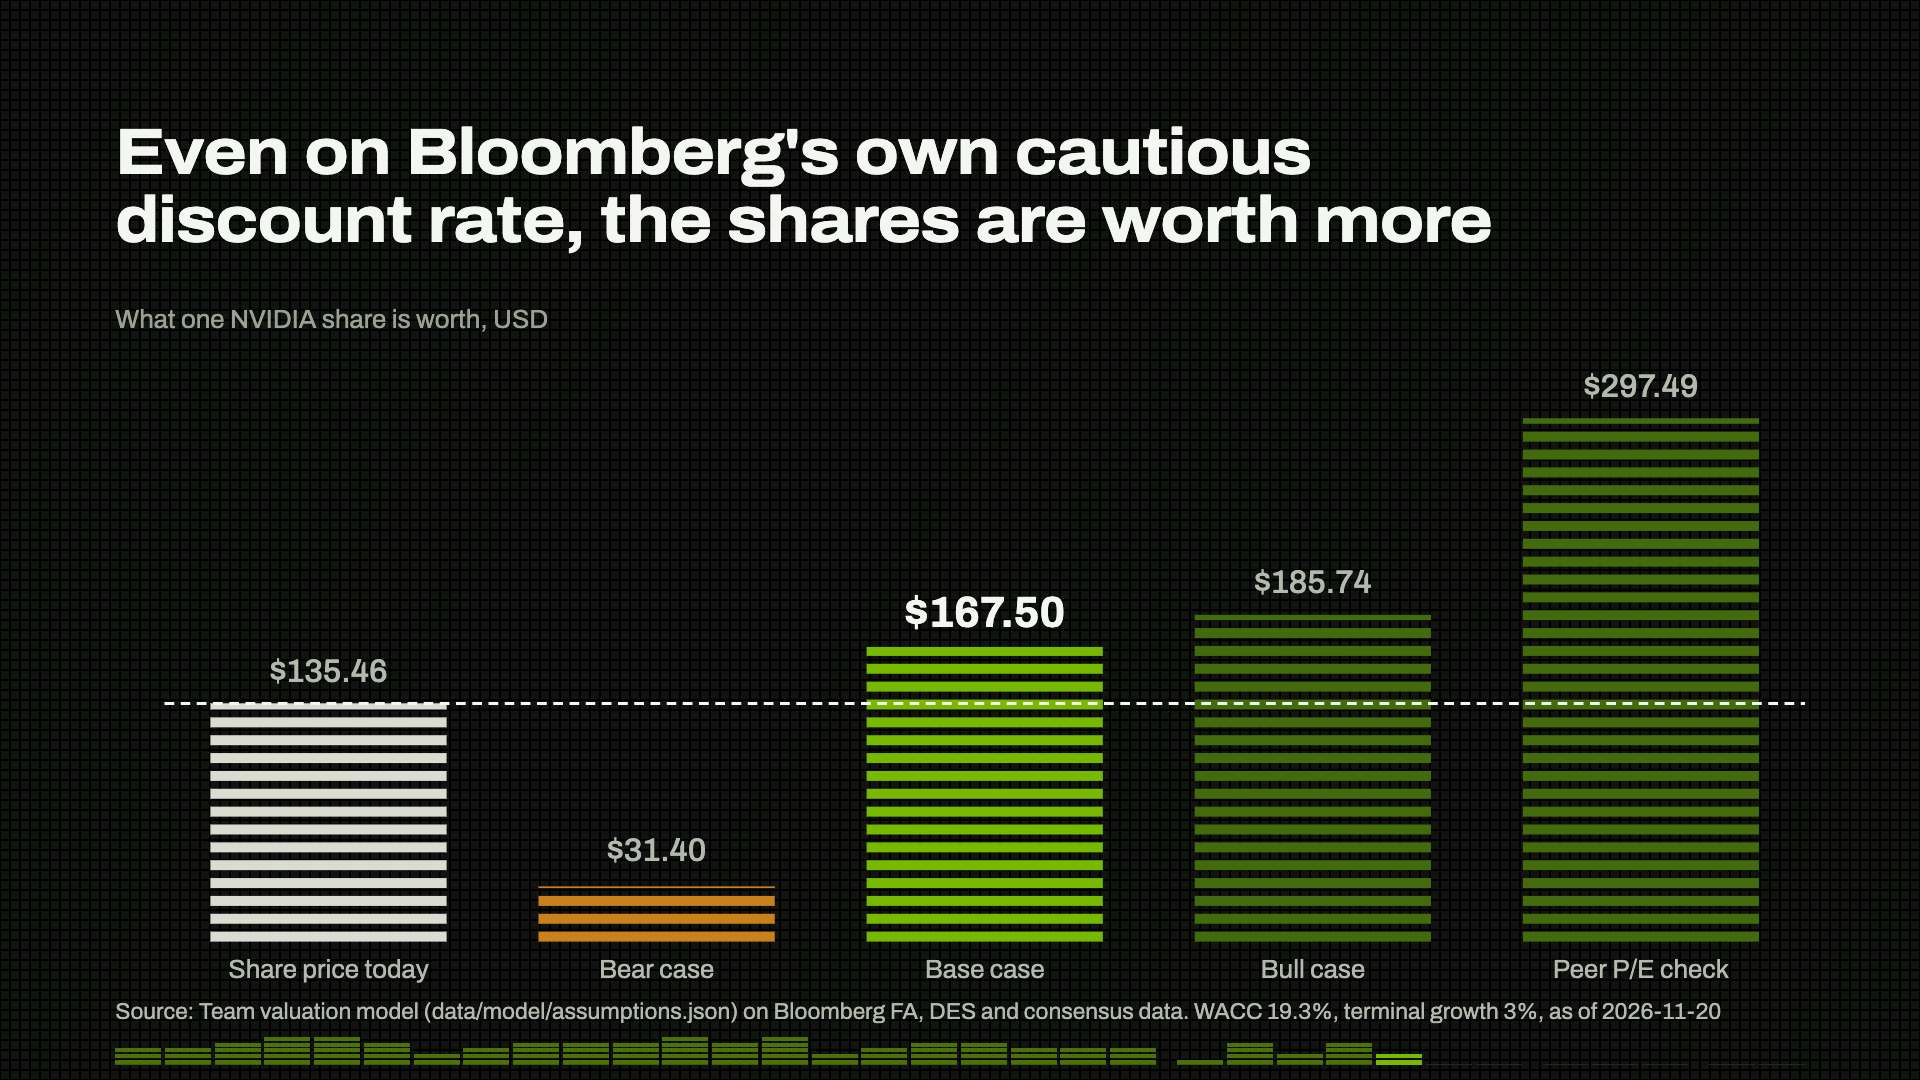 Even on Bloomberg's own cautious
discount rate, the shares are worth more
What one NVIDIA share is worth, USD
$135.46
$31.40
$167.50
$185.74
$297.49
Share price today
Bear case
Base case
Bull case
Peer P/E check
Source: Team valuation model (data/model/assumptions.json) on Bloomberg FA, DES and consensus data. WACC 19.3%, terminal growth 3%, as of 2026-11-20